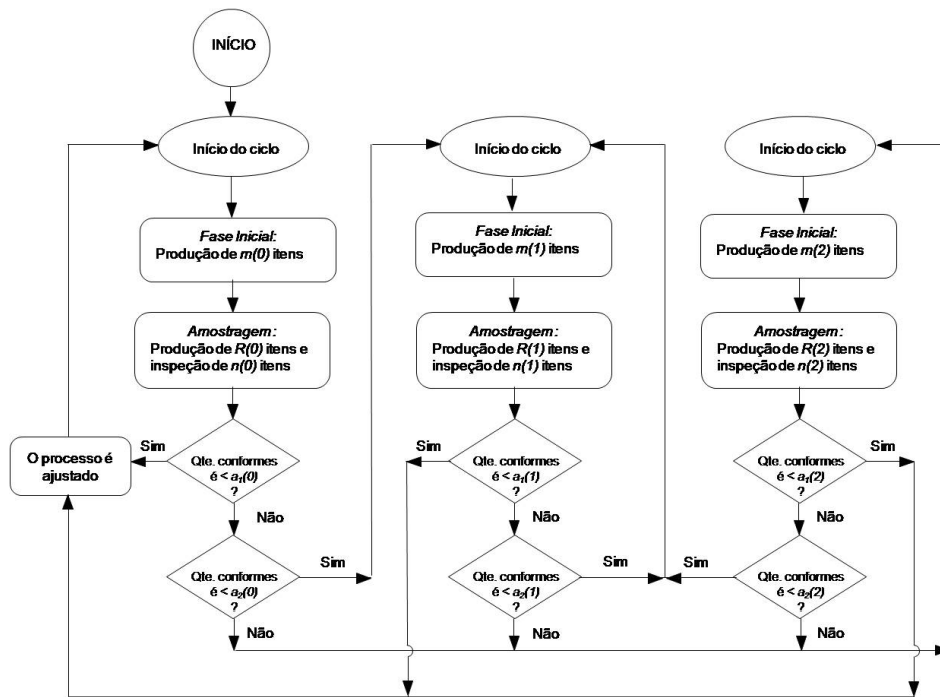 INÍCIO
Início do ciclo
Fase Inicial:
Produção de m(0) itens
Amostragem:
Produção de R(0) itens e
inspeção de n(0) itens
O processo é
ajustado
Sim
Qte. conformes
é < a₁(0)
?
Não
Qte. conformes
é < a₂(0)
?
Sim
Não
Início do ciclo
Fase Inicial:
Produção de m(1) itens
Amostragem:
Produção de R(1) itens e
inspeção de n(1) itens
Sim
Qte. conformes
é < a₁(1)
?
Não
Qte. conformes
é < a₂(1)
?
Sim
Não
Início do ciclo
Fase Inicial:
Produção de m(2) itens
Amostragem:
Produção de R(2) itens e
inspeção de n(2) itens
Qte. conformes
é < a₁(2)
?
Sim
Não
Sim
Qte. conformes
é < a₂(2)
?
Não